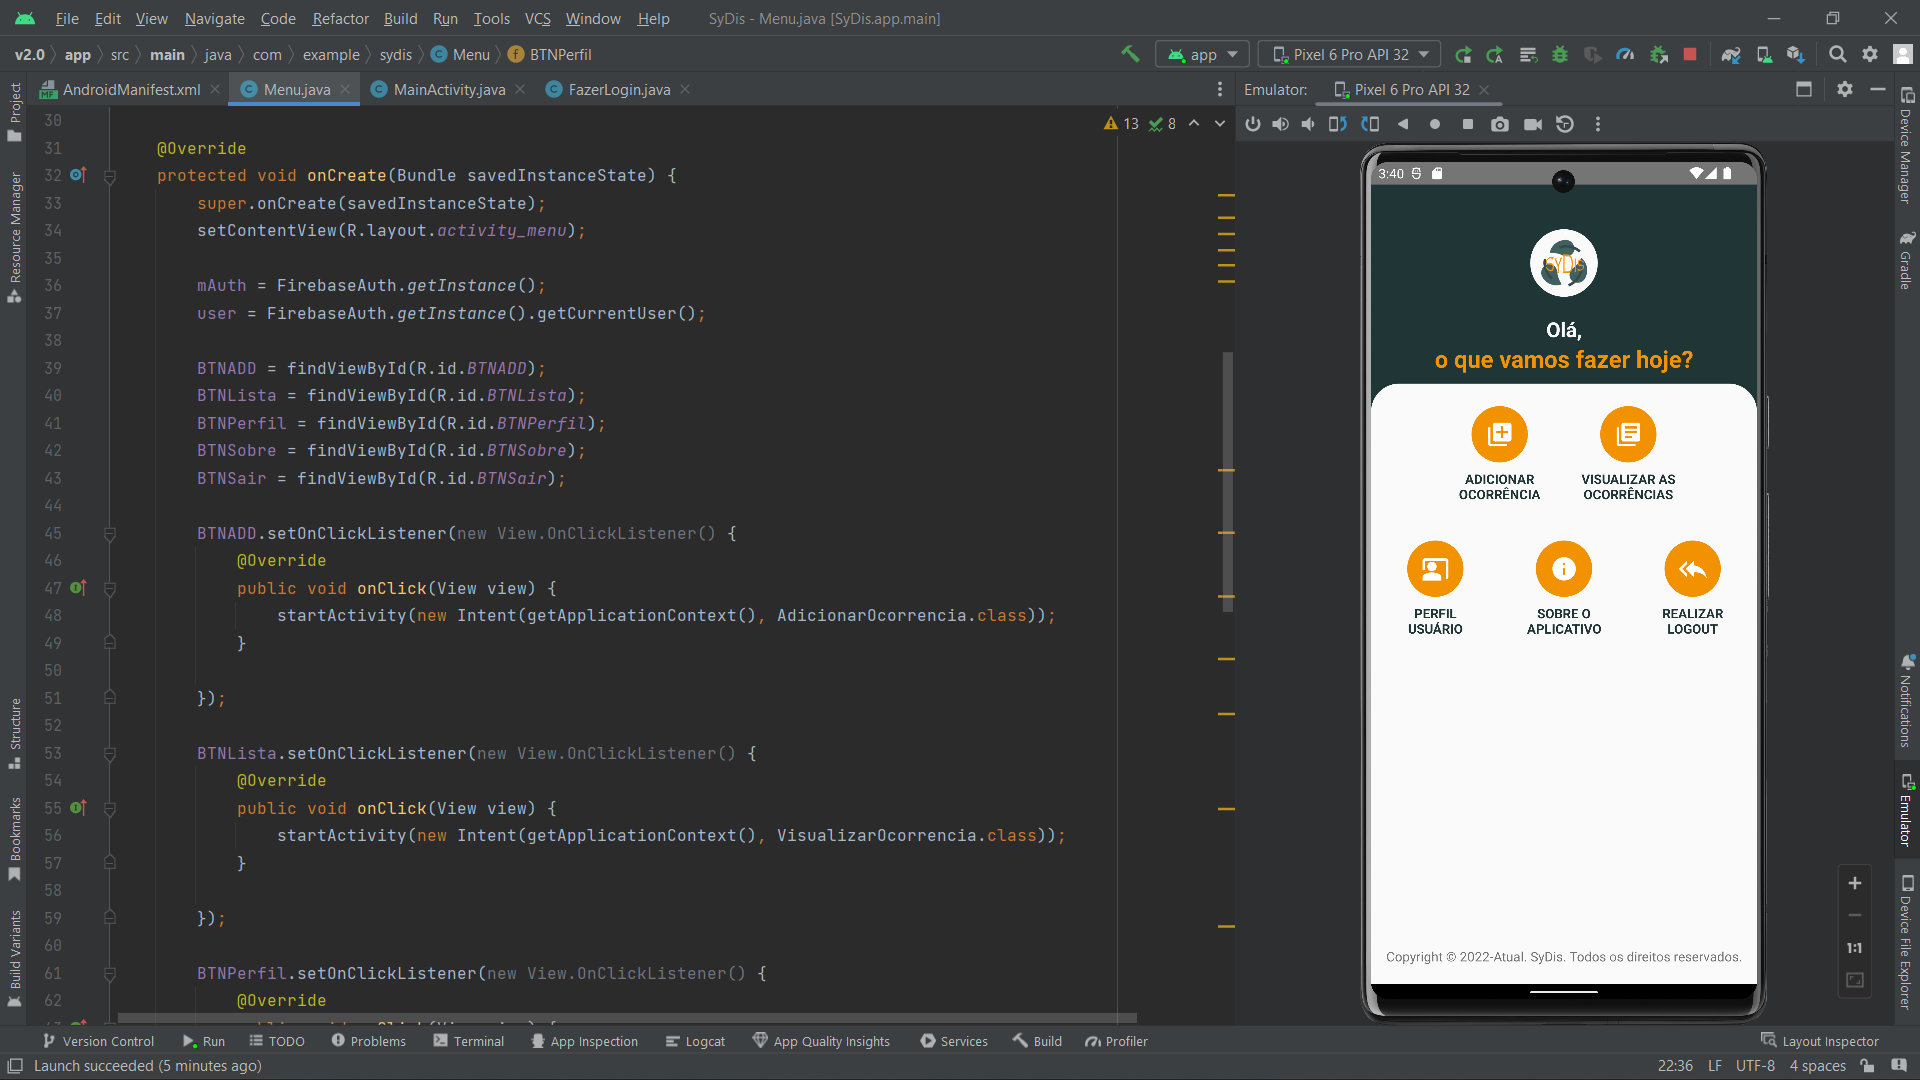 File Edit View Navigate Code Refactor Build Run Tools VCS Window Help SyDis - Menu.java [SyDis.app.main]
v2.0 app src main java com example sydis Menu BTNPerfil app Pixel 6 Pro API 32
AndroidManifest.xml Menu.java MainActivity.java FazerLogin.java
Emulator: Pixel 6 Pro API 32
13 8
30
31 @Override
32 protected void onCreate(Bundle savedInstanceState) {
33 super.onCreate(savedInstanceState);
34 setContentView(R.layout.activity_menu);
35
36 mAuth = FirebaseAuth.getInstance();
37 user = FirebaseAuth.getInstance().getCurrentUser();
38
39 BTNADD = findViewById(R.id.BTNADD);
40 BTNLista = findViewById(R.id.BTNLista);
41 BTNPerfil = findViewById(R.id.BTNPerfil);
42 BTNSobre = findViewById(R.id.BTNSobre);
43 BTNSair = findViewById(R.id.BTNSair);
44
45 BTNADD.setOnClickListener(new View.OnClickListener() {
46 @Override
47 public void onClick(View view) {
48 startActivity(new Intent(getApplicationContext(), AdicionarOcorrencia.class));
49 }
50
51 });
52
53 BTNLista.setOnClickListener(new View.OnClickListener() {
54 @Override
55 public void onClick(View view) {
56 startActivity(new Intent(getApplicationContext(), VisualizarOcorrencia.class));
57 }
58
59 });
60
61 BTNPerfil.setOnClickListener(new View.OnClickListener() {
62 @Override
3:40
SyDis
Olá,
o que vamos fazer hoje?
ADICIONAR
OCORRÊNCIA
VISUALIZAR AS
OCORRÊNCIAS
PERFIL
USUÁRIO
SOBRE O
APLICATIVO
REALIZAR
LOGOUT
Copyright © 2022-Atual. SyDis. Todos os direitos reservados.
1:1
Project
Resource Manager
Structure
Bookmarks
Build Variants
Device Manager
Gradle
Notifications
Emulator
Device File Explorer
Version Control Run TODO Problems Terminal App Inspection Logcat App Quality Insights Services Build Profiler Layout Inspector
Launch succeeded (5 minutes ago) 22:36 LF UTF-8 4 spaces